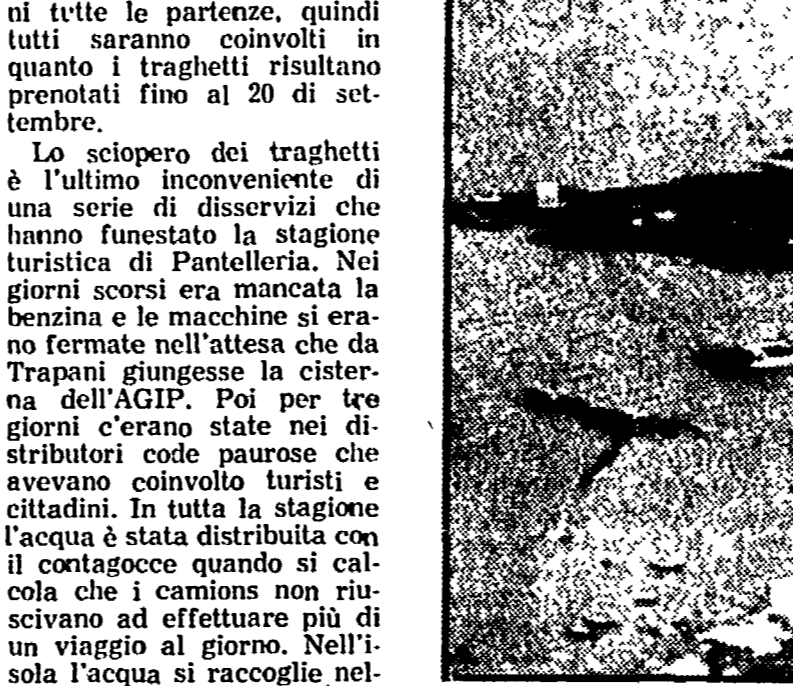 ni tutte le partenze, quindi
tutti saranno coinvolti in
quanto i traghetti risultano
prenotati fino al 20 di set-
tembre.
Lo sciopero dei traghetti
è l'ultimo inconveniente di
una serie di disservizi che
hanno funestato la stagione
turistica di Pantelleria. Nei
giorni scorsi era mancata la
benzina e le macchine si era-
no fermate nell'attesa che da
Trapani giungesse la cister-
na dell'AGIP. Poi per tre
giorni c'erano state nei di-
stributori code paurose che
avevano coinvolto turisti e
cittadini. In tutta la stagione
l'acqua è stata distribuita con
il contagocce quando si cal-
cola che i camions non riu-
scivano ad effettuare più di
un viaggio al giorno. Nell'i-
sola l'acqua si raccoglie nel-